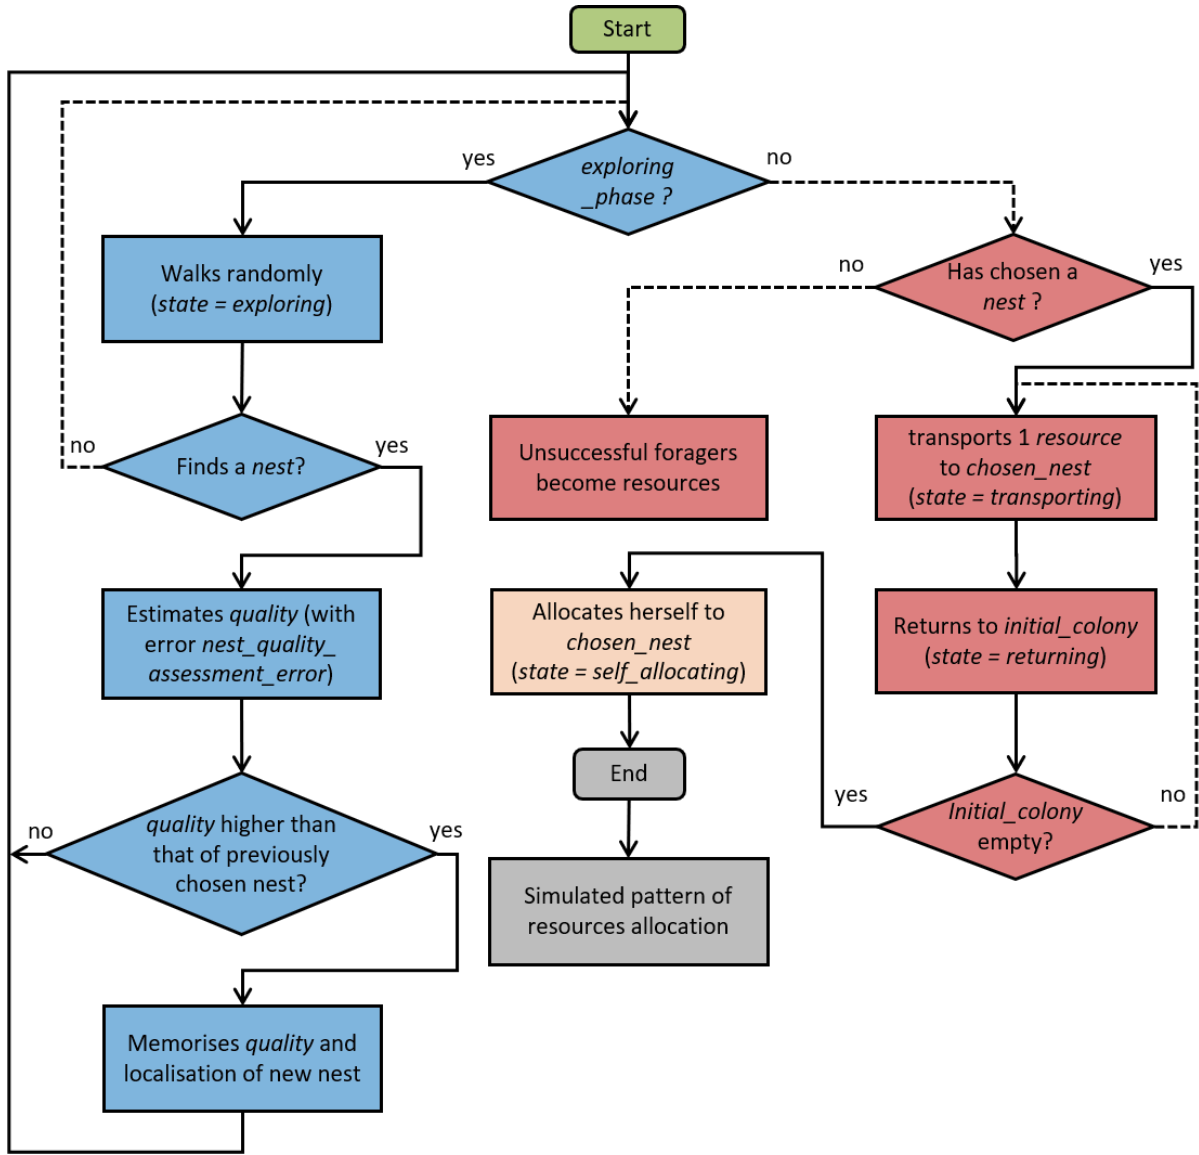 Start
yes
exploring
_phase ?
no
Walks randomly
(state = exploring)
no
Has chosen a
nest ?
yes
no
Finds a nest?
yes
Unsuccessful foragers
become resources
transports 1 resource
to chosen_nest
(state = transporting)
Estimates quality (with
error nest_quality_
assessment_error)
Allocates herself to
chosen_nest
(state = self_allocating)
Returns to initial_colony
(state = returning)
End
no
quality higher than
that of previously
chosen nest?
yes
yes
Initial_colony
empty?
no
Simulated pattern of
resources allocation
Memorises quality and
localisation of new nest